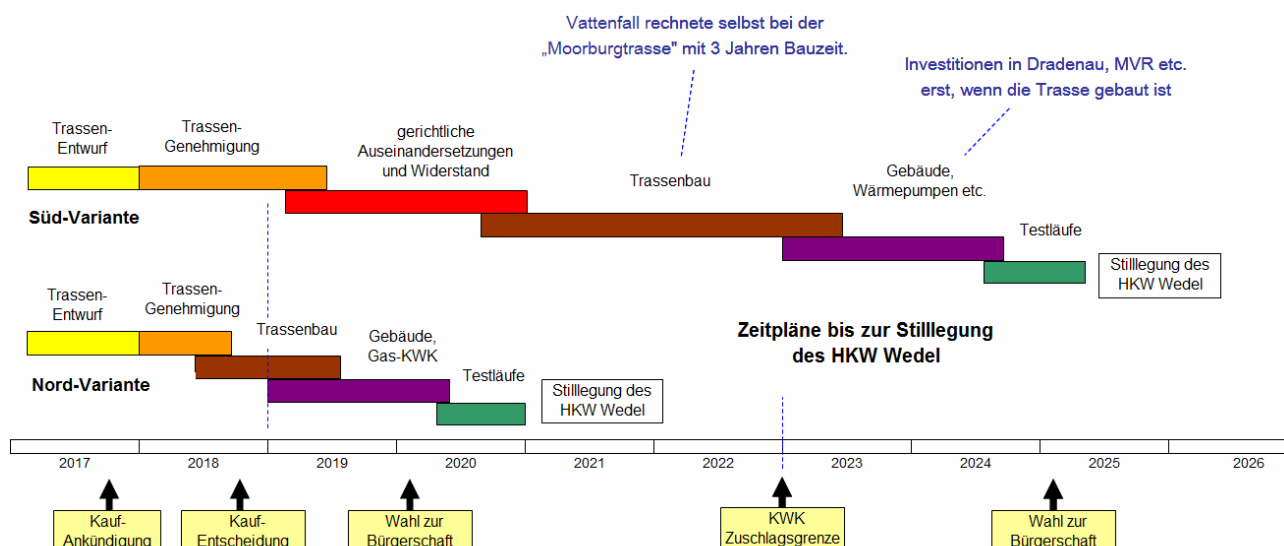 Vattenfall rechnete selbst bei der
„Moorburgtrasse" mit 3 Jahren Bauzeit.
Investitionen in Dradenau, MVR etc.
erst, wenn die Trasse gebaut ist
Trassen-
Entwurf
Trassen-
Genehmigung
gerichtliche
Auseinandersetzungen
und Widerstand
Trassenbau
Gebäude,
Wärmepumpen etc.
Testläufe
Süd-Variante
Stilllegung des
HKW Wedel
Trassen-
Entwurf
Trassen-
Genehmigung
Trassenbau
Gebäude,
Gas-KWK
Testläufe
Nord-Variante
Stilllegung des
HKW Wedel
Zeitpläne bis zur Stilllegung
des HKW Wedel
2017
2018
2019
2020
2021
2022
2023
2024
2025
2026
Kauf-
Ankündigung
Kauf-
Entscheidung
Wahl zur
Bürgerschaft
KWK
Zuschlagsgrenze
Wahl zur
Bürgerschaft